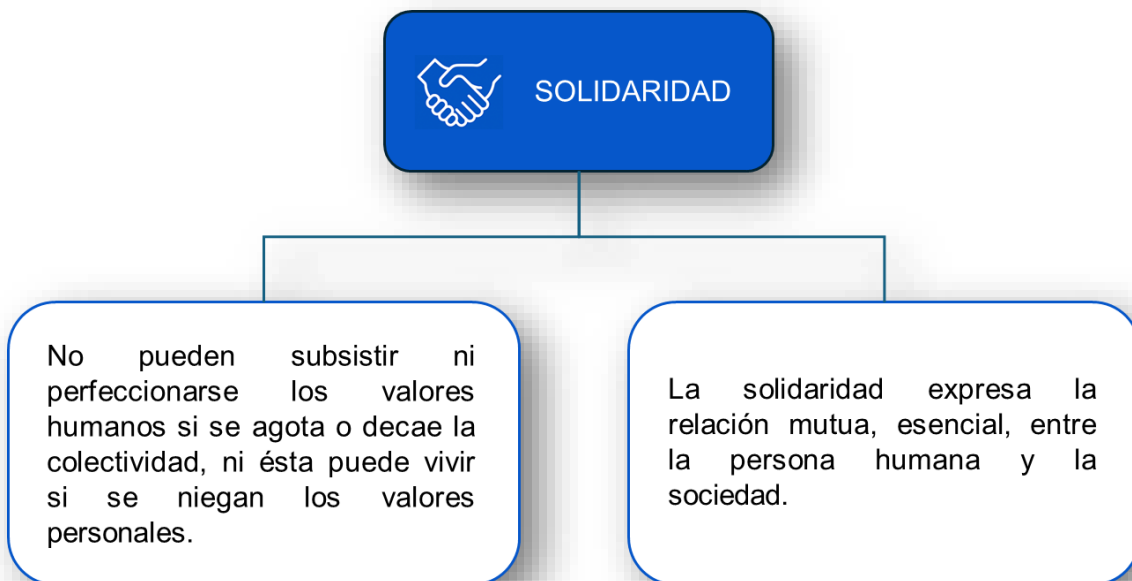 SOLIDARIDAD
No pueden subsistir ni
perfeccionarse los valores
humanos si se agota o decae la
colectividad, ni ésta puede vivir
si se niegan los valores
personales.
La solidaridad expresa la
relación mutua, esencial, entre
la persona humana y la
sociedad.